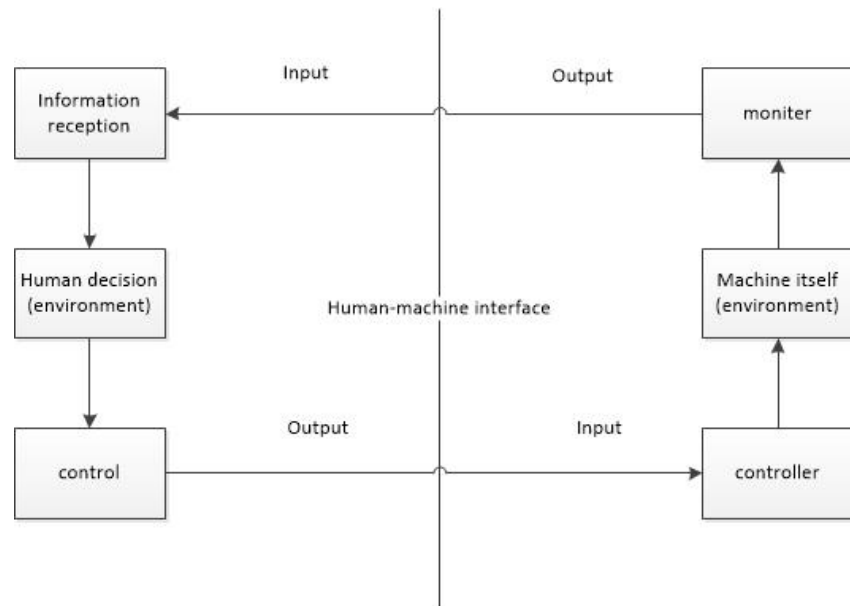 Input
Output
Information
reception
moniter
Human decision
(environment)
Human-machine interface
Machine itself
(environment)
Output
Input
control
controller